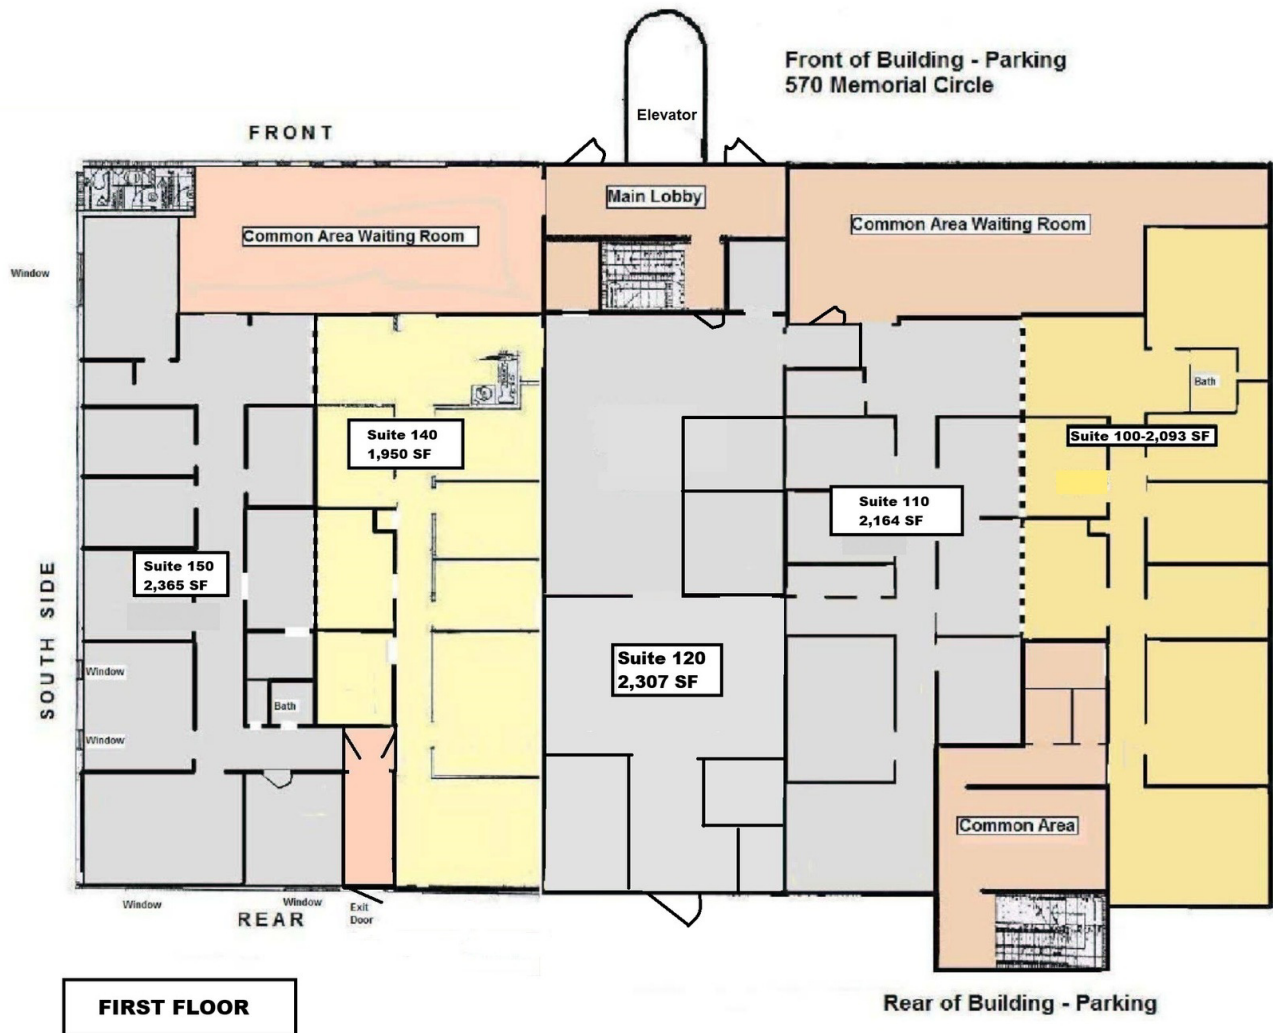 Front of Building - Parking
570 Memorial Circle
Elevator
FRONT
Main Lobby
Common Area Waiting Room
Common Area Waiting Room
Window
Bath
Suite 140
1,950 SF
Suite 100-2,093 SF
Suite 110
2,164 SF
Suite 150
2,365 SF
SOUTH SIDE
Suite 120
2,307 SF
Window
Bath
Window
Common Area
Window
Window
Exit
Door
REAR
FIRST FLOOR
Rear of Building - Parking